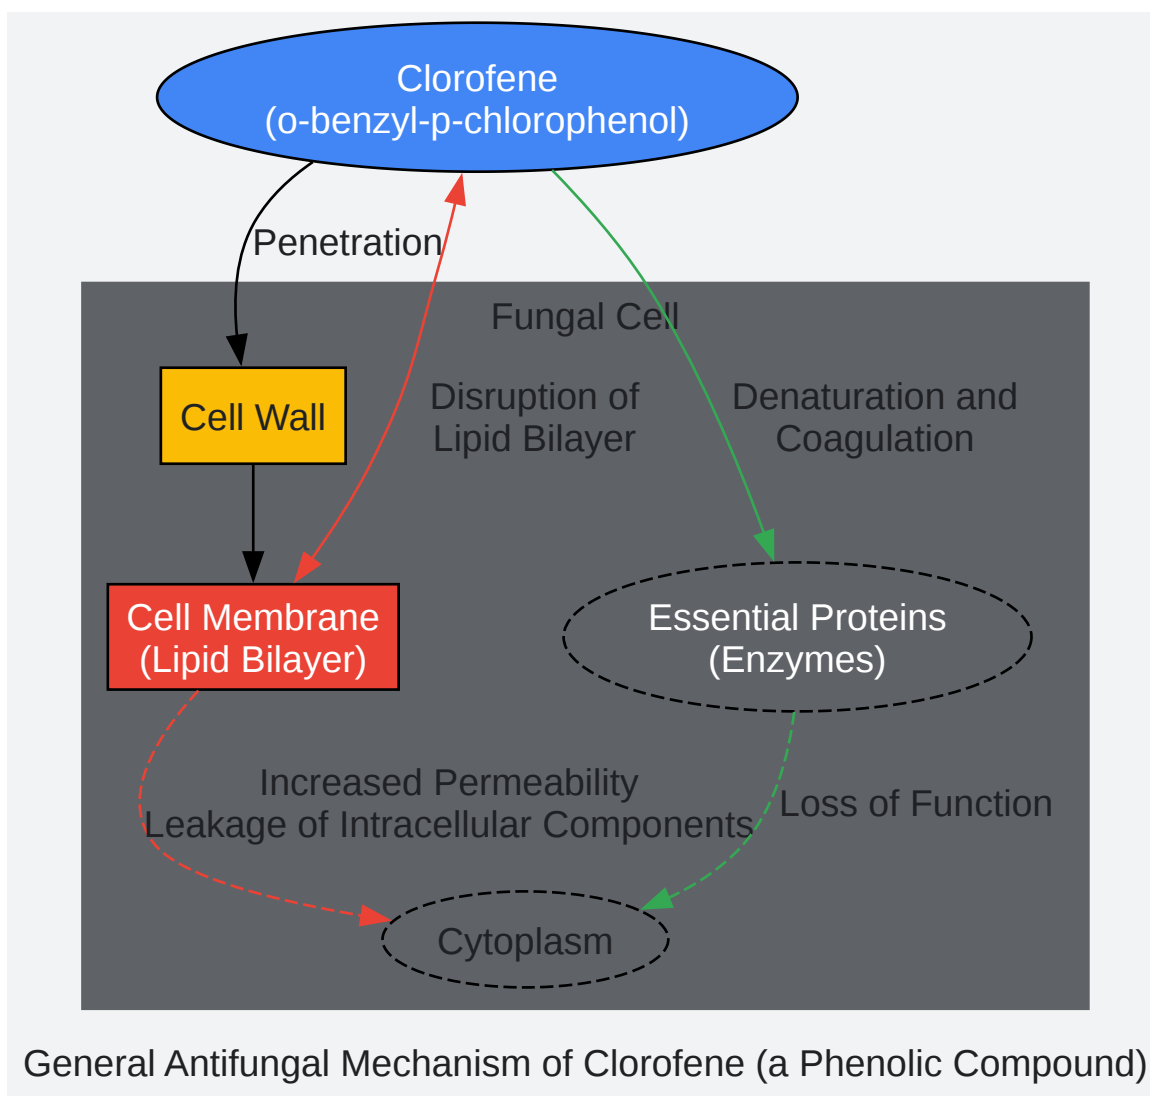 Clorofene
(o-benzyl-p-chlorophenol)
Penetration
Fungal Cell
Cell Wall
Disruption of
Lipid Bilayer
Denaturation and
Coagulation
Cell Membrane
(Lipid Bilayer)
Essential Proteins
(Enzymes)
Increased Permeability
Leakage of Intracellular Components
Loss of Function
Cytoplasm
General Antifungal Mechanism of Clorofene (a Phenolic Compound)